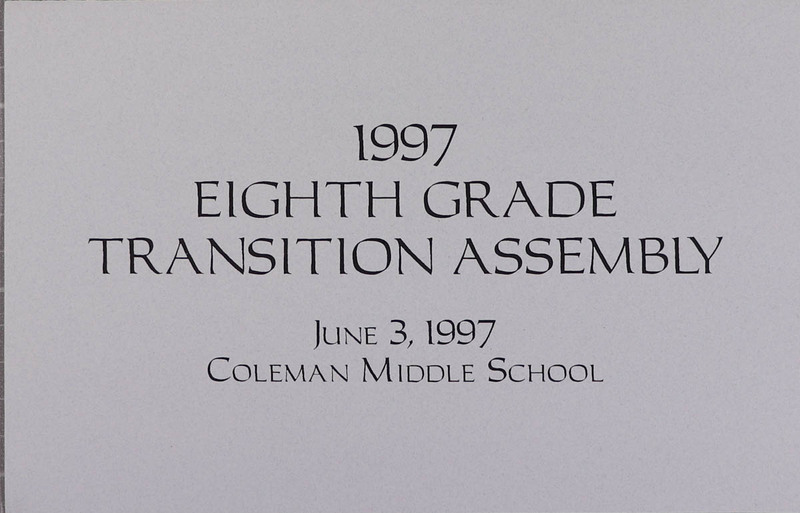 1997
EIGHTH GRADE
TRANSITION ASSEMBLY
JUNE 3, 1997
COLEMAN MIDDLE SCHOOL